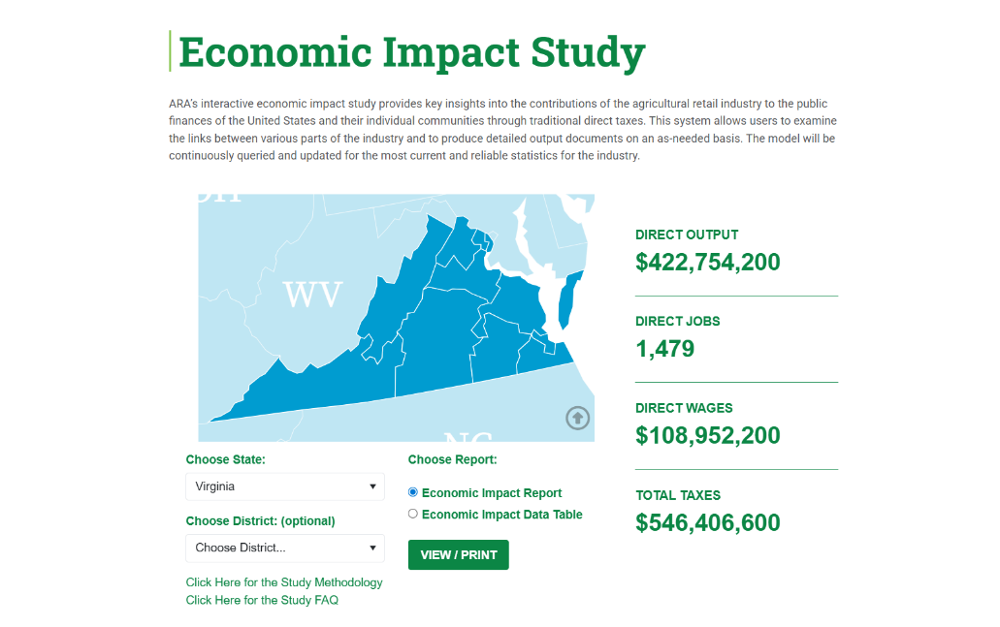 Economic Impact Study
ARA's interactive economic impact study provides key insights into the contributions of the agricultural retail industry to the public
finances of the United States and their individual communities through traditional direct taxes. This system allows users to examine
the links between various parts of the industry and to produce detailed output documents on an as-needed basis. The model will be
continuously queried and updated for the most current and reliable statistics for the industry.
OH
WV
NC
DIRECT OUTPUT
$422,754,200
DIRECT JOBS
1,479
DIRECT WAGES
$108,952,200
TOTAL TAXES
$546,406,600
Choose State:
Virginia
Choose District: (optional)
Choose District...
Click Here for the Study Methodology
Click Here for the Study FAQ
Choose Report:
Economic Impact Report
Economic Impact Data Table
VIEW / PRINT